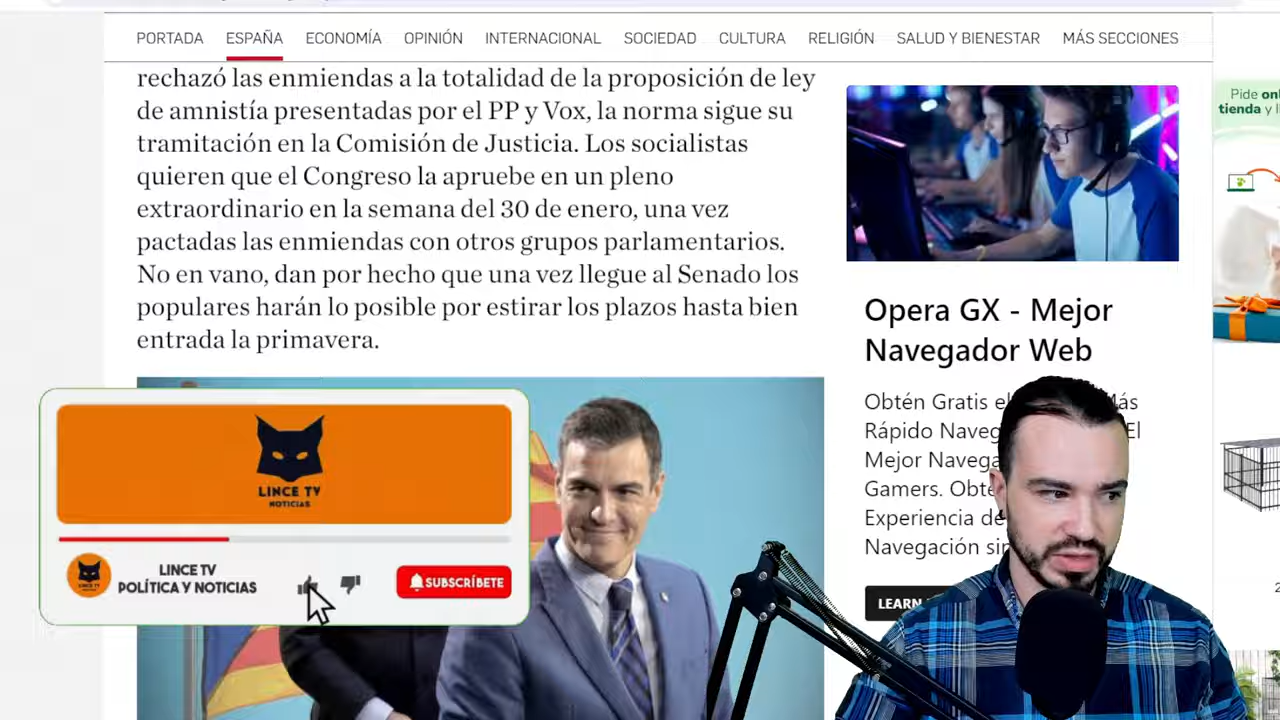 PORTADA ESPAÑA ECONOMÍA OPINIÓN INTERNACIONAL SOCIEDAD CULTURA RELIGIÓN SALUD Y BIENESTAR MÁS SECCIONES
rechazó las enmiendas a la totalidad de la proposición de ley
de amnistía presentadas por el PP y Vox, la norma sigue su
tramitación en la Comisión de Justicia. Los socialistas
quieren que el Congreso la apruebe en un pleno
extraordinario en la semana del 30 de enero, una vez
pactadas las enmiendas con otros grupos parlamentarios.
No en vano, dan por hecho que una vez llegue al Senado los
populares harán lo posible por estirar los plazos hasta bien
entrada la primavera.
LINCE TV
NOTICIAS
LINCE TV
POLÍTICA Y NOTICIAS
SUBSCRÍBETE
Opera GX - Mejor
Navegador Web
Obtén Gratis el Más
Rápido El
Mejor
Gamers.
Experiencia de
Navegación
LEARN
Pide
tienda y